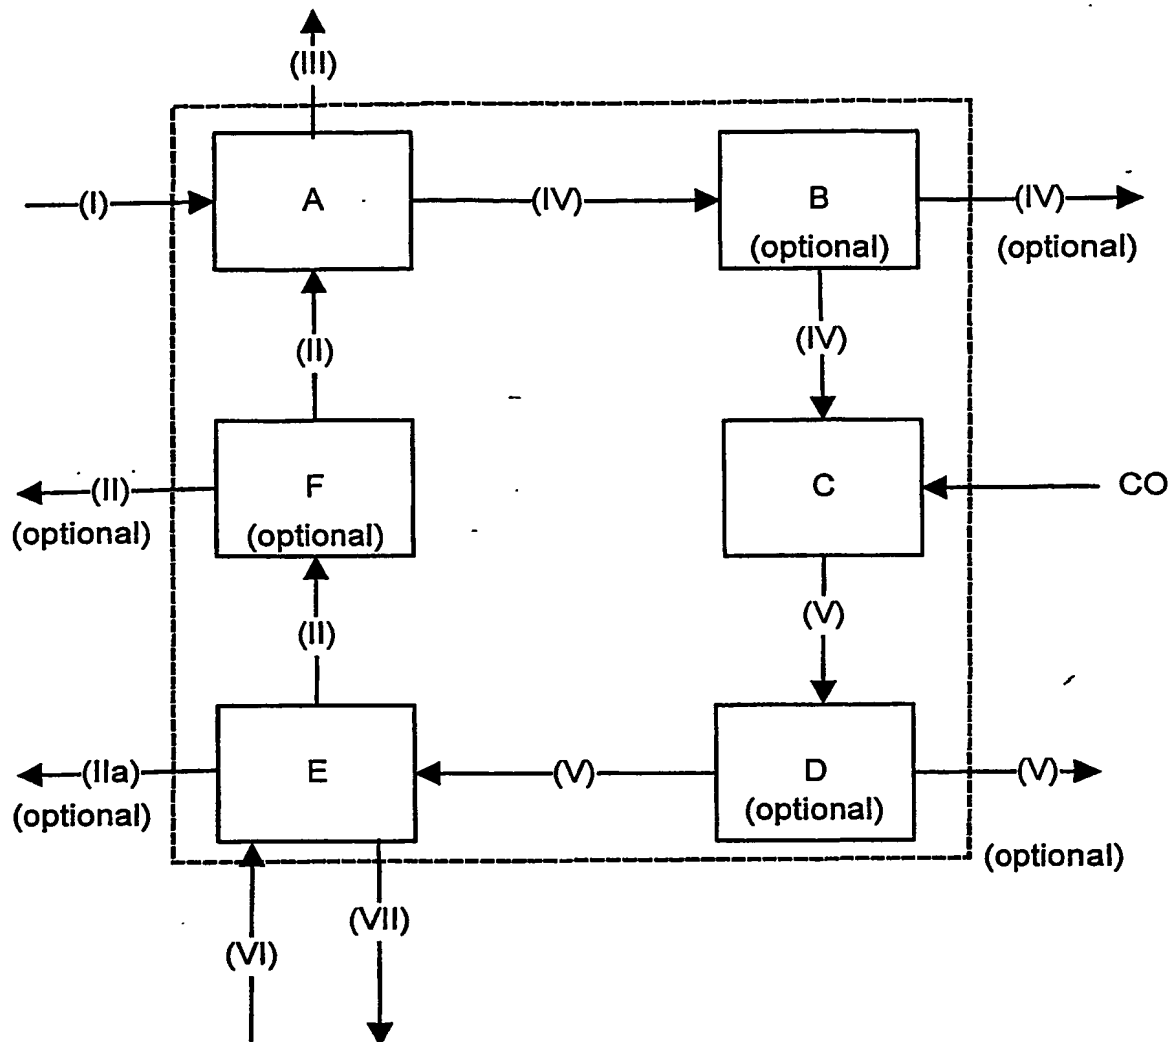 (III)
(I)
A
(IV)
B
(optional)
(IV)
(optional)
(II)
(IV)
(II)
(optional)
F
(optional)
C
CO
(II)
(V)
(IIa)
(optional)
E
(V)
D
(optional)
(V)
(optional)
(VI)
(VII)